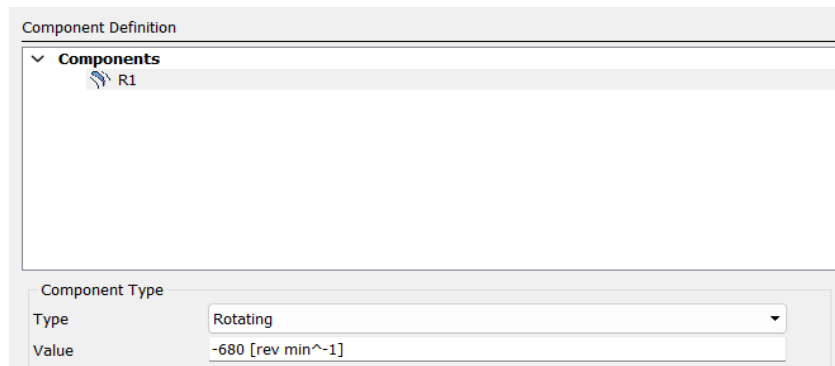 Component Definition
Components
R1
Component Type
Type Rotating
Value -680 [rev min^-1]